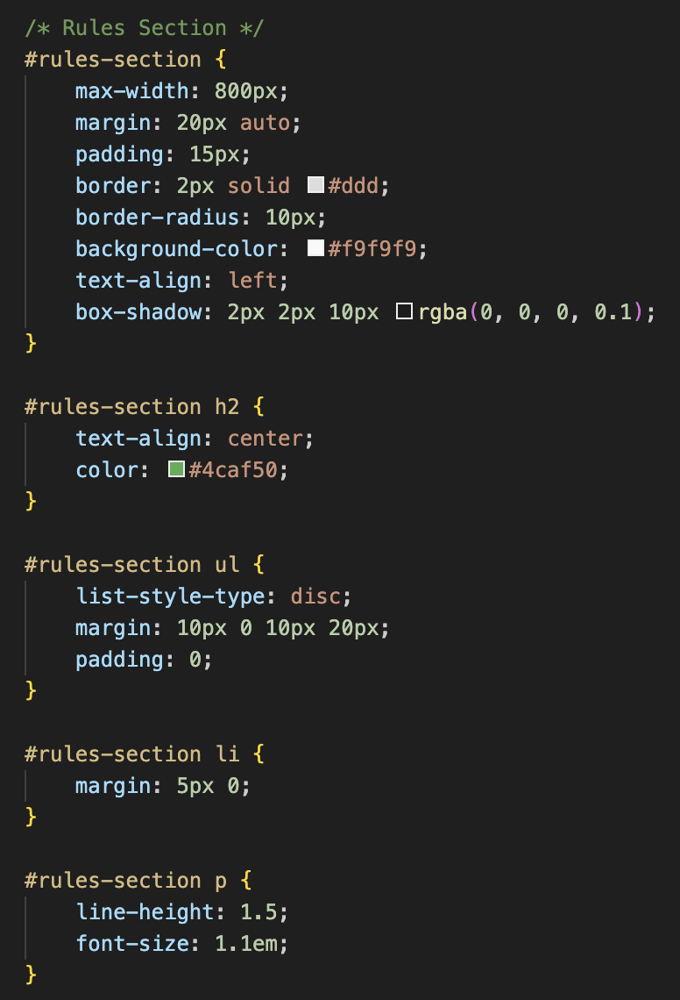 /* Rules Section */
#rules-section {
    max-width: 800px;
    margin: 20px auto;
    padding: 15px;
    border: 2px solid #ddd;
    border-radius: 10px;
    background-color: #f9f9f9;
    text-align: left;
    box-shadow: 2px 2px 10px rgba(0, 0, 0, 0.1);
}

#rules-section h2 {
    text-align: center;
    color: #4caf50;
}

#rules-section ul {
    list-style-type: disc;
    margin: 10px 0 10px 20px;
    padding: 0;
}

#rules-section li {
    margin: 5px 0;
}

#rules-section p {
    line-height: 1.5;
    font-size: 1.1em;
}